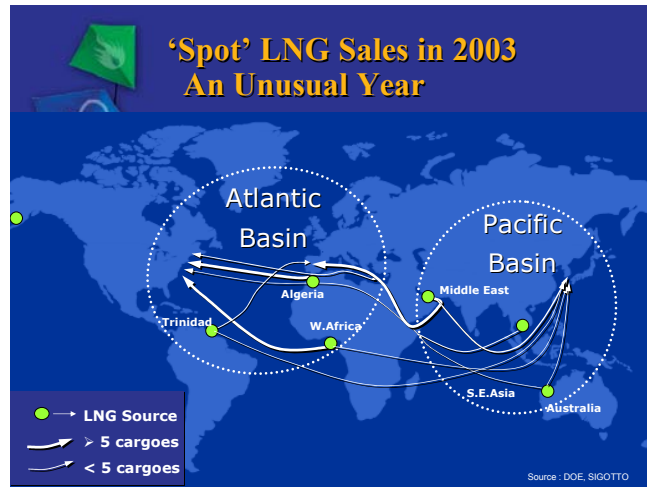 ‘Spot’ LNG Sales in 2003
An Unusual Year
Atlantic
Basin
Pacific
Basin
Algeria
Middle East
Trinidad
W.Africa
S.E.Asia
Australia
LNG Source
➢ 5 cargoes
< 5 cargoes
Source : DOE, SIGOTTO